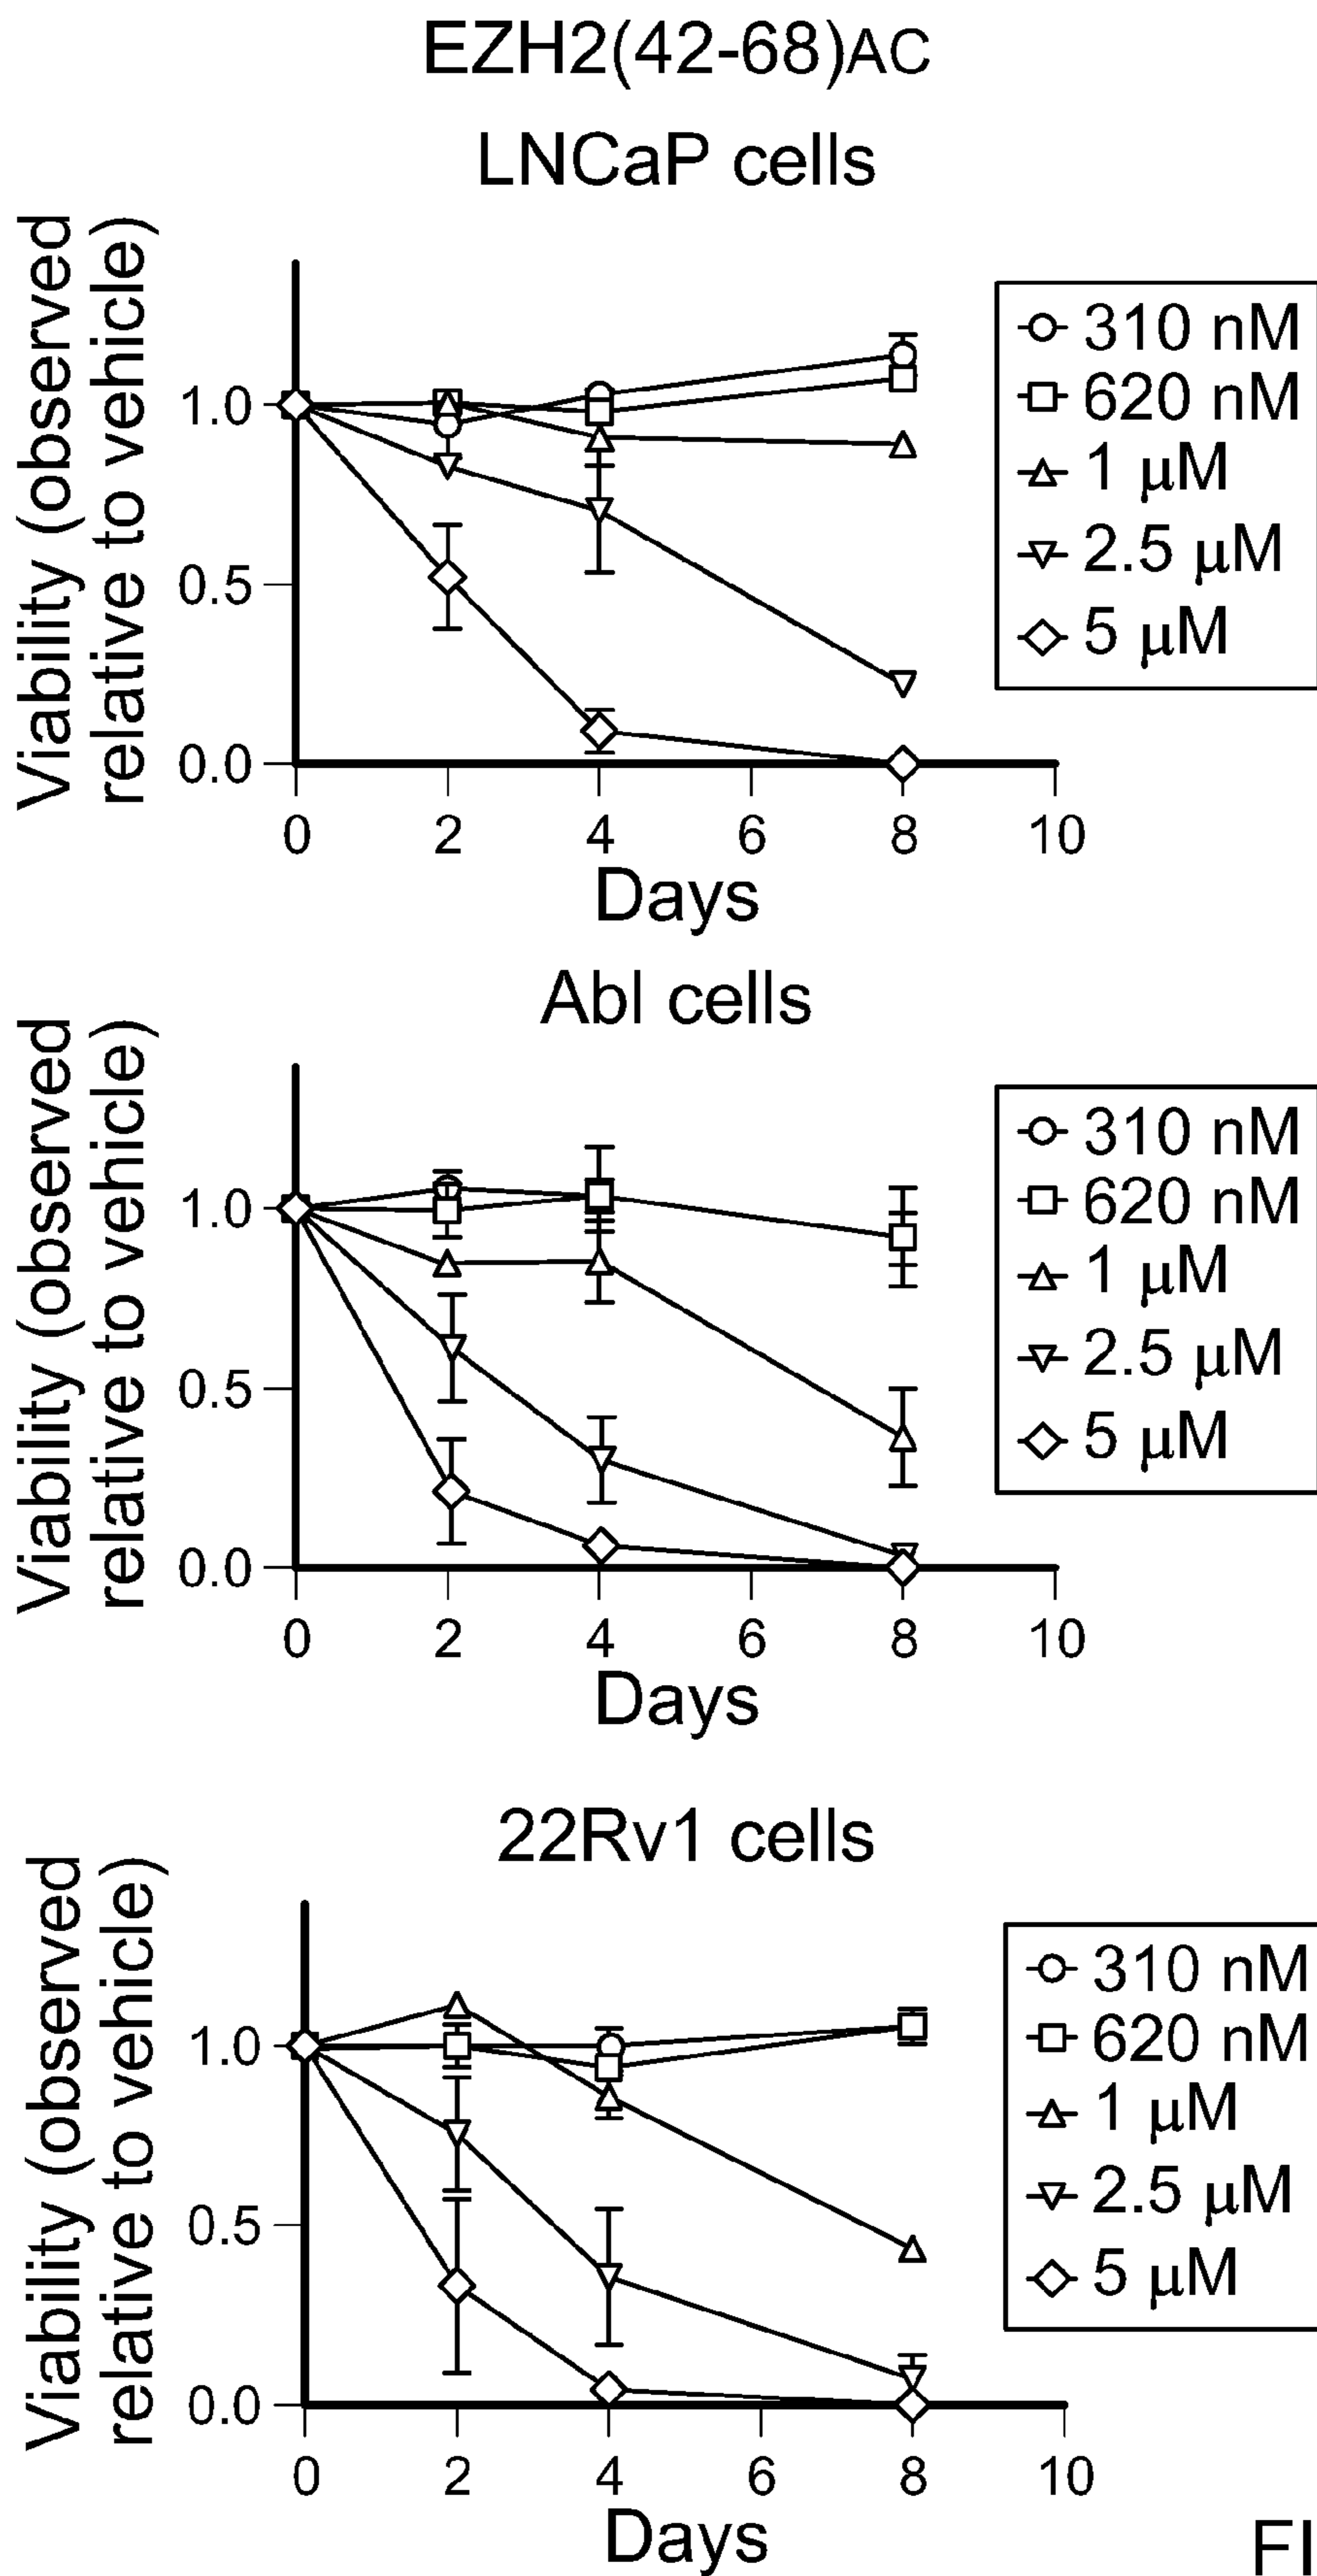 EZH2(42-68)AC
LNCaP cells
Viability (observed
relative to vehicle)
1.0
0.5
0.0
0 2 4 6 8 10
Days
310 nM
620 nM
1 μM
2.5 μM
5 μM
Abl cells
Viability (observed
relative to vehicle)
1.0
0.5
0.0
0 2 4 6 8 10
Days
310 nM
620 nM
1 μM
2.5 μM
5 μM
22Rv1 cells
Viability (observed
relative to vehicle)
1.0
0.5
0.0
0 2 4 6 8 10
Days
310 nM
620 nM
1 μM
2.5 μM
5 μM
FI